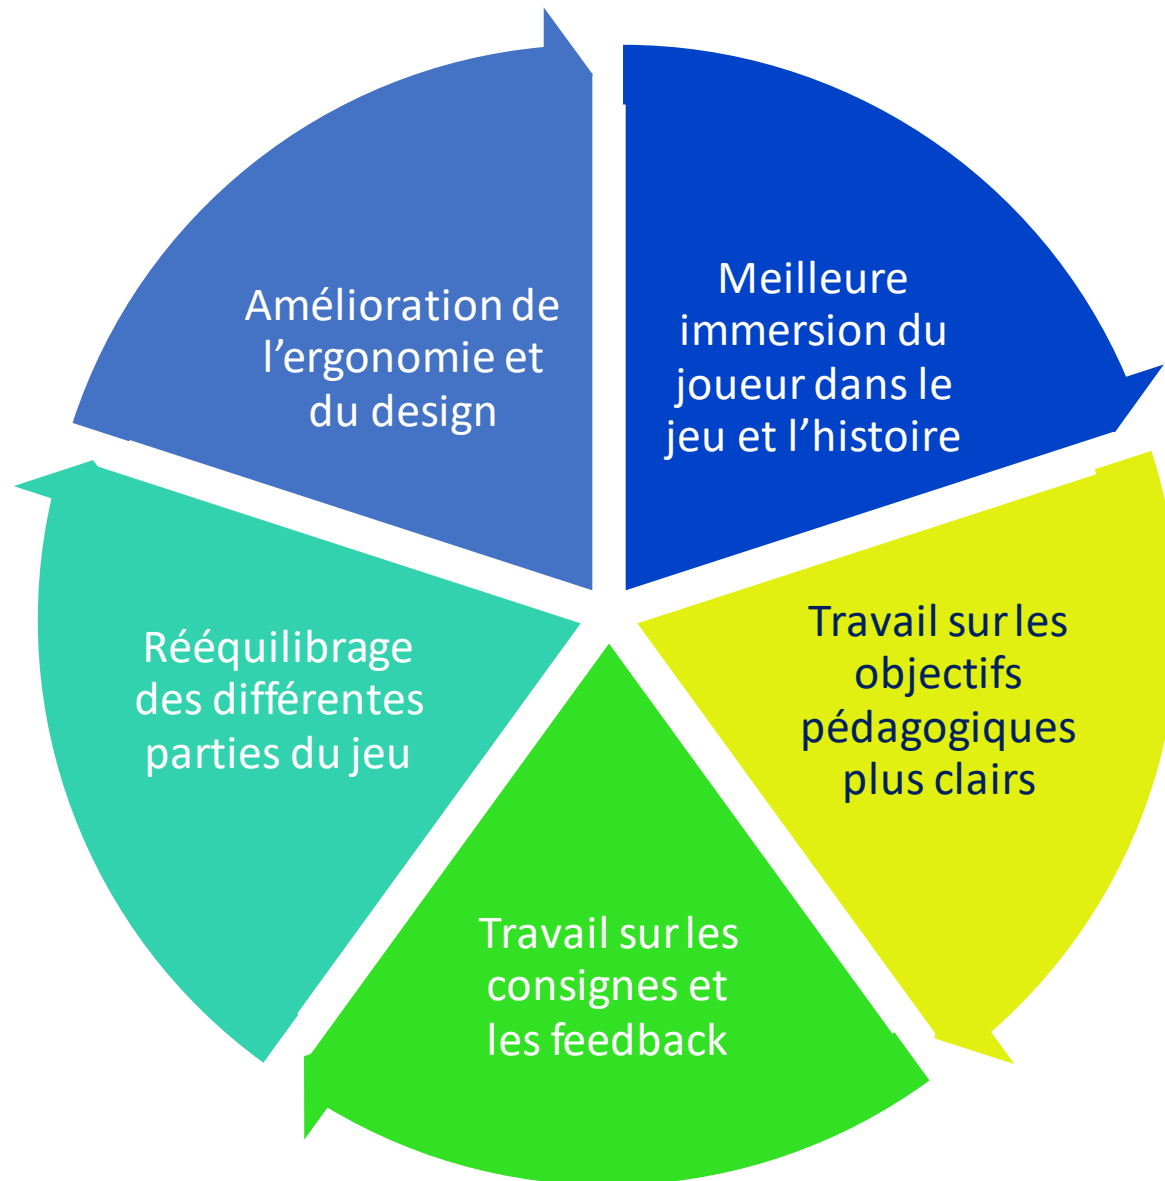 Meilleure
immersion du
joueur dans le
jeu et l’histoire
Travail sur les
objectifs
pédagogiques
plus clairs
Travail sur les
consignes et
les feedback
Rééquilibrage
des différentes
parties du jeu
Amélioration de
l’ergonomie et
du design